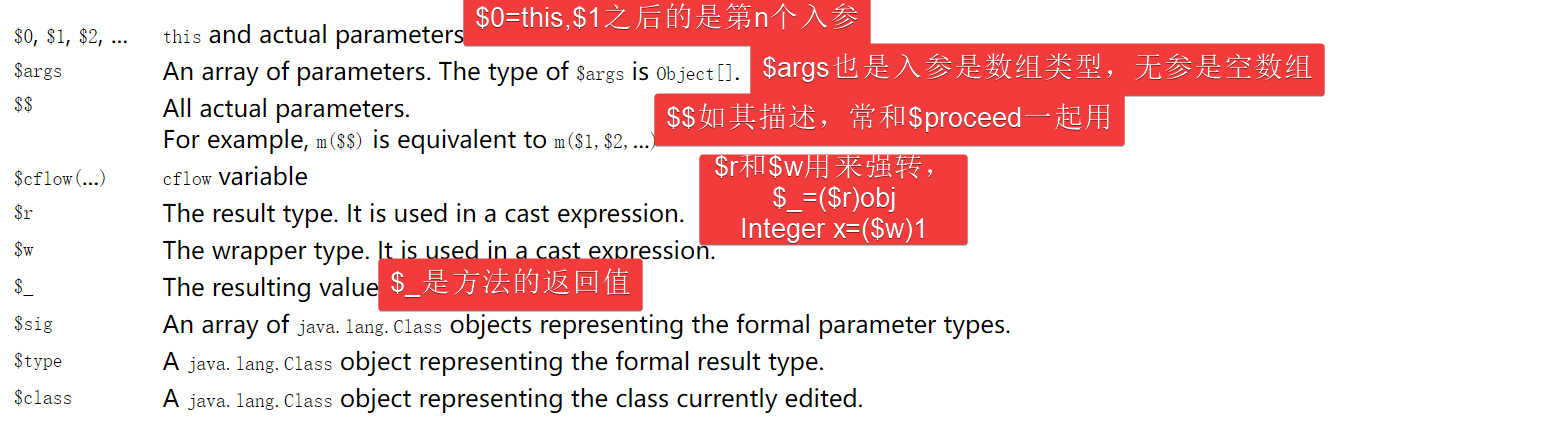 $0, $1, $2, ... this and actual parameters $0=this,$1之后的是第n个入参
$args An array of parameters. The type of $args is Object[]. $args也是入参是数组类型，无参是空数组
$$ All actual parameters. $$如其描述，常和$proceed一起用
For example, m($$) is equivalent to m($1,$2,...)
$cflow(...) cflow variable
$r和$w用来强转，
$r The result type. It is used in a cast expression. $_=($r)obj
Integer x=($w)1
$w The wrapper type. It is used in a cast expression.
$_ The resulting value $_是方法的返回值
$sig An array of java.lang.Class objects representing the formal parameter types.
$type A java.lang.Class object representing the formal result type.
$class A java.lang.Class object representing the class currently edited.